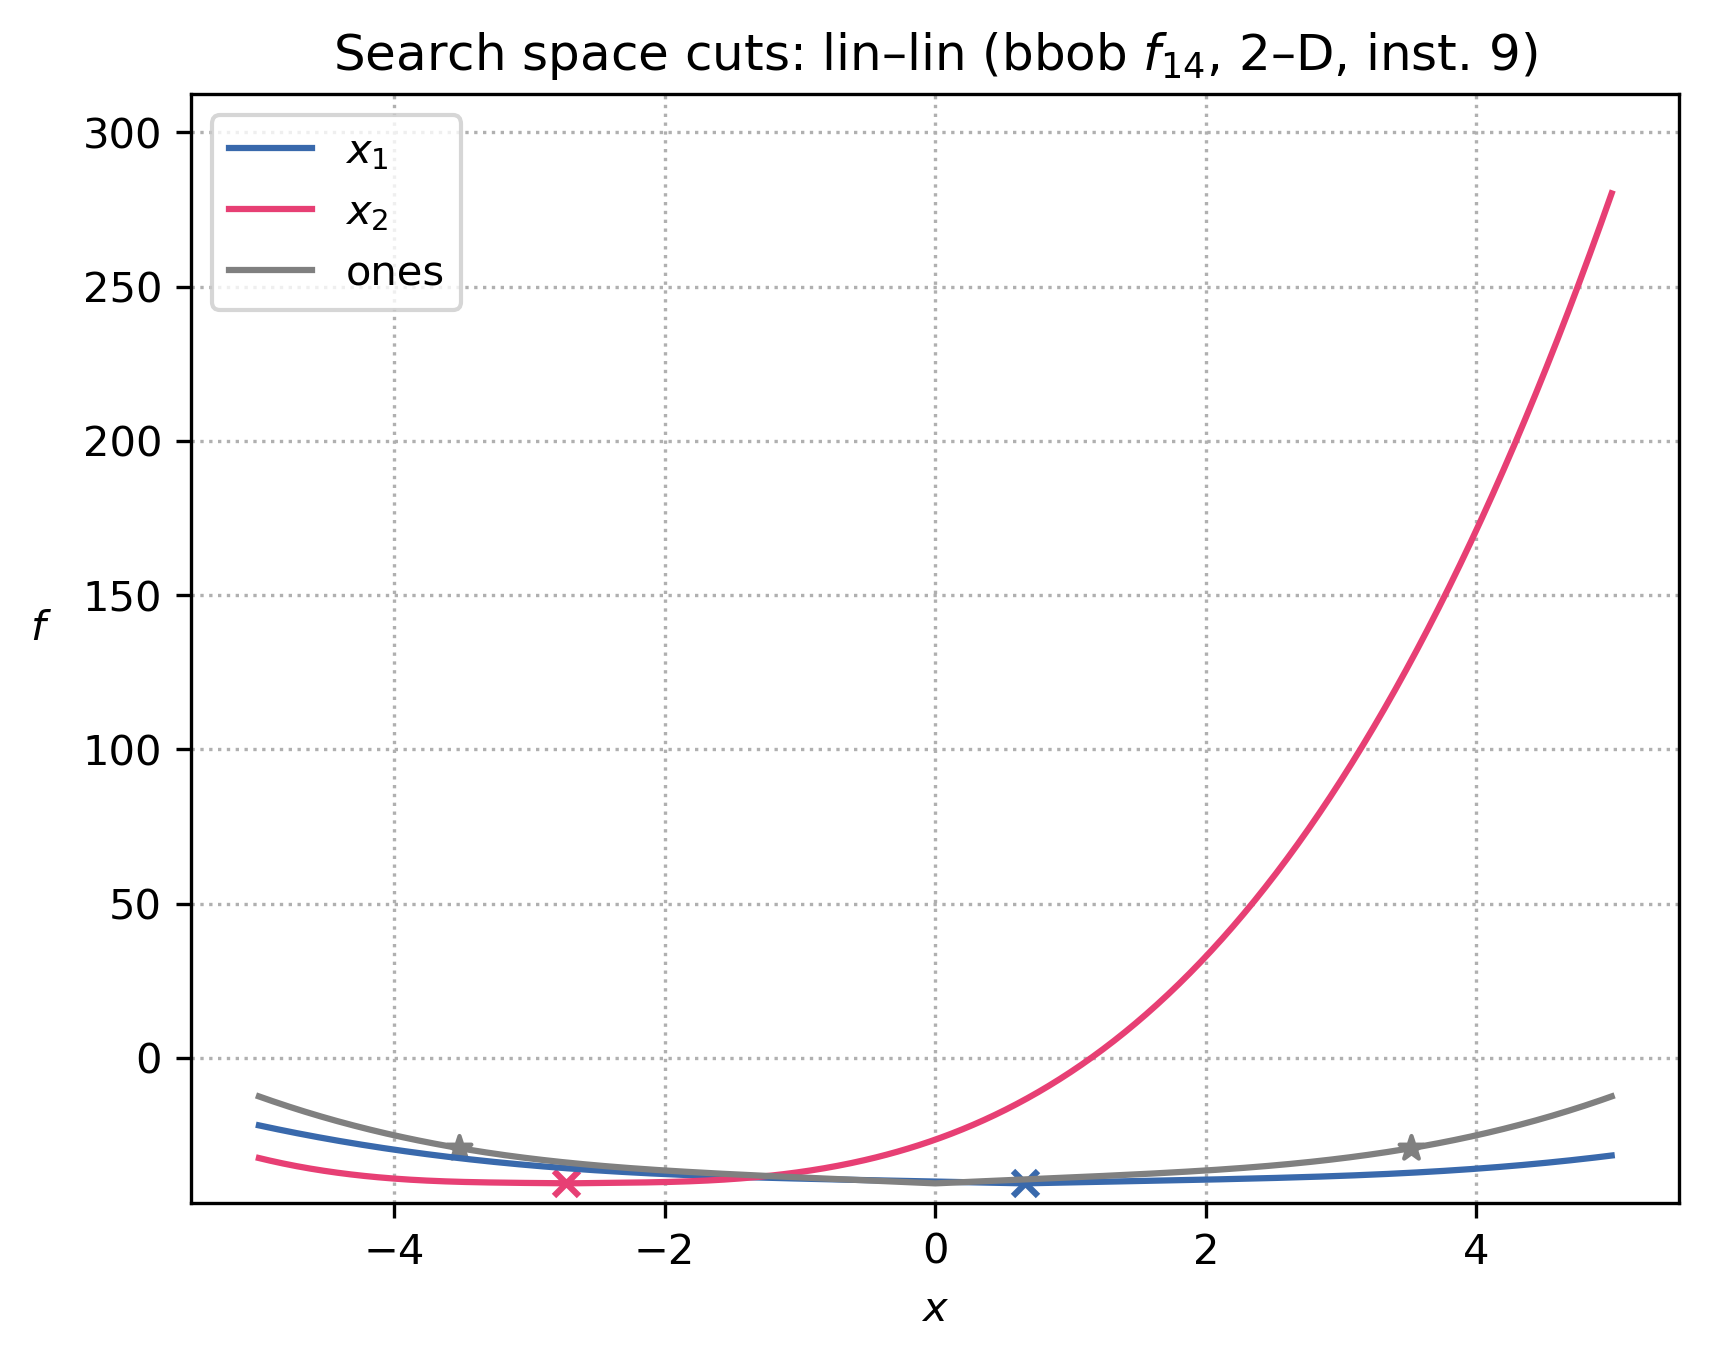 Search space cuts: lin–lin (bbob f₁₄, 2–D, inst. 9)
x₁
x₂
ones
300
250
200
150
100
50
0
f
−4
−2
0
2
4
x